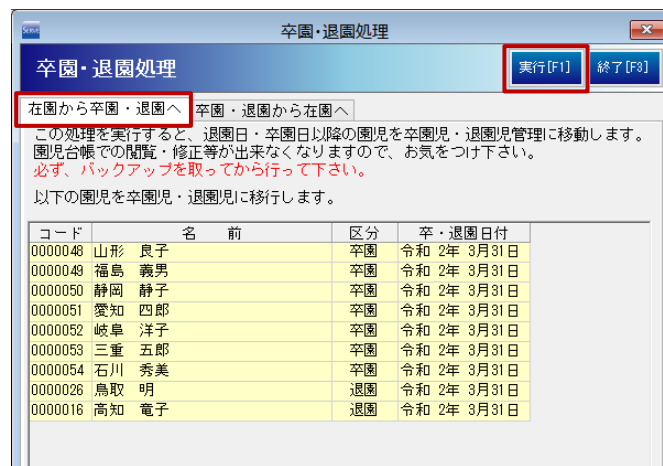 SERVE 卒園・退園処理
卒園・退園処理 実行[F1] 終了[F3]
在園から卒園・退園へ 卒園・退園から在園へ
この処理を実行すると、退園日・卒園日以降の園児を卒園児・退園児管理に移動します。
園児台帳での閲覧・修正等が出来なくなりますので、お気をつけ下さい。
必ず、バックアップを取ってから行って下さい。
以下の園児を卒園児・退園児に移行します。
コード 名 前 区分 卒・退園日付
0000048 山形 良子 卒園 令和 2年 3月31日
0000049 福島 義男 卒園 令和 2年 3月31日
0000050 静岡 静子 卒園 令和 2年 3月31日
0000051 愛知 四郎 卒園 令和 2年 3月31日
0000052 岐阜 洋子 卒園 令和 2年 3月31日
0000053 三重 五郎 卒園 令和 2年 3月31日
0000054 石川 秀美 卒園 令和 2年 3月31日
0000026 鳥取 明 退園 令和 2年 3月31日
0000016 高知 竜子 退園 令和 2年 3月31日